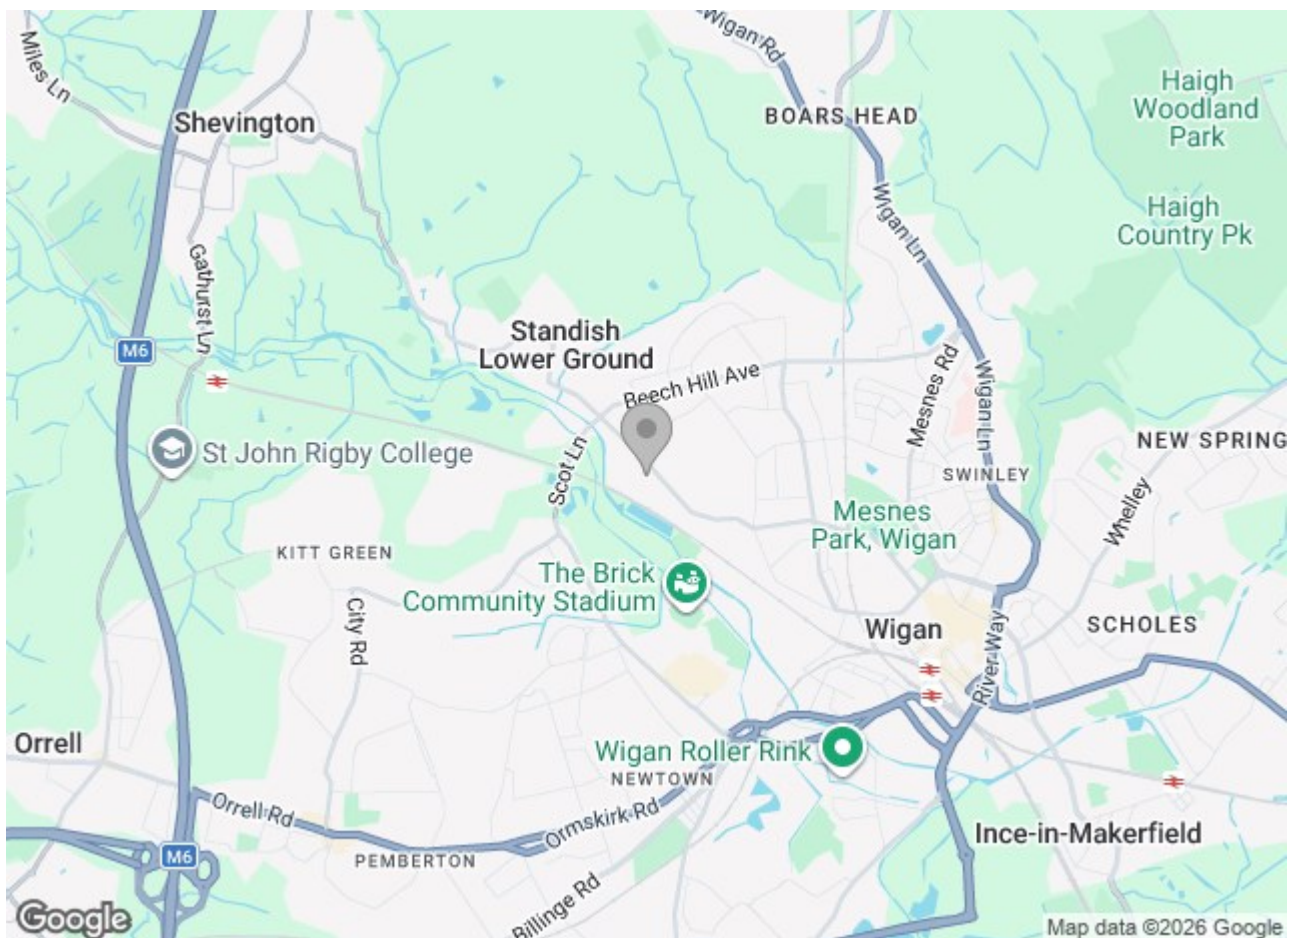 Wigan Rd
Miles Ln
Shevington
BOARS HEAD
Haigh
Woodland
Park
Haigh
Country Pk
Wigan Ln
Gathurst Ln
M6
Standish
Lower Ground
Beech Hill Ave
Mesnes Rd
Wigan Ln
St John Rigby College
Scot Ln
NEW SPRING
SWINLEY
Whelley
Mesnes
Park, Wigan
KITT GREEN
The Brick
Community Stadium
City Rd
Wigan
River Way
SCHOLES
Orrell
Wigan Roller Rink
NEWTOWN
Orrell Rd
Ormskirk Rd
Ince-in-Makerfield
M6
PEMBERTON
Billinge Rd
Google
Map data ©2026 Google